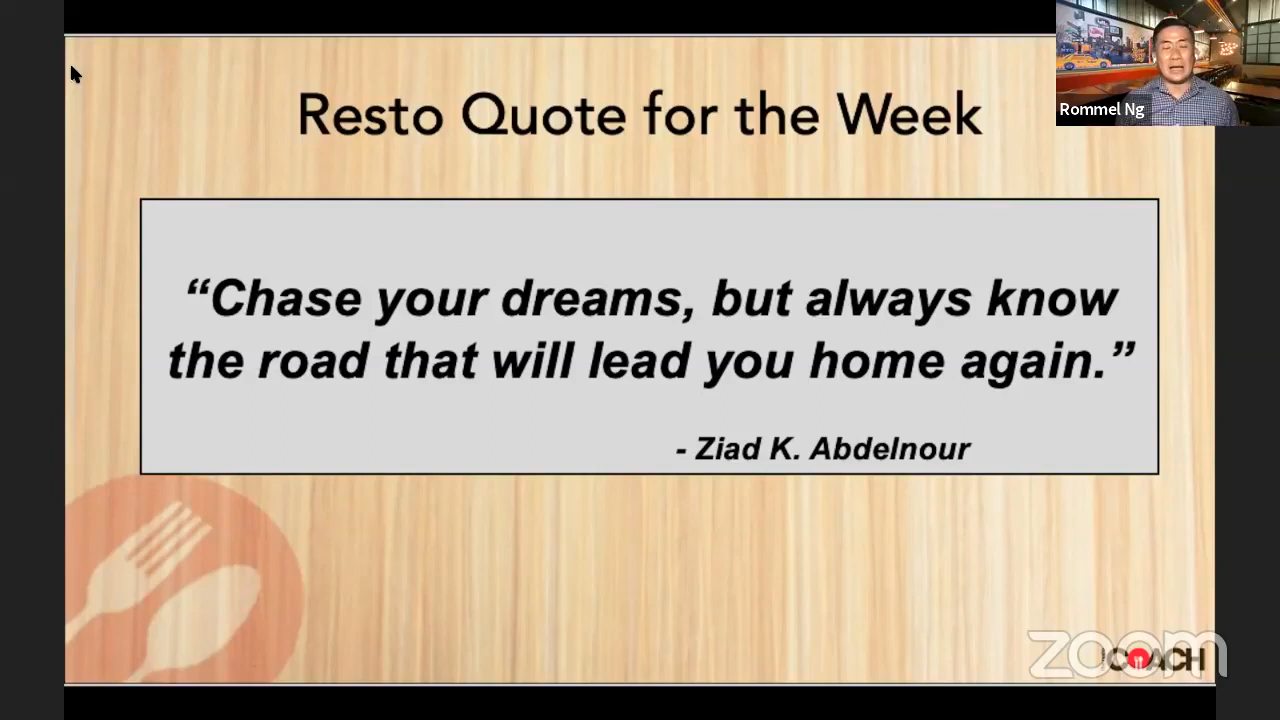 Resto Quote for the Week
Rommel Ng
“Chase your dreams, but always know
the road that will lead you home again.”
- Ziad K. Abdelnour
zoom
COACH